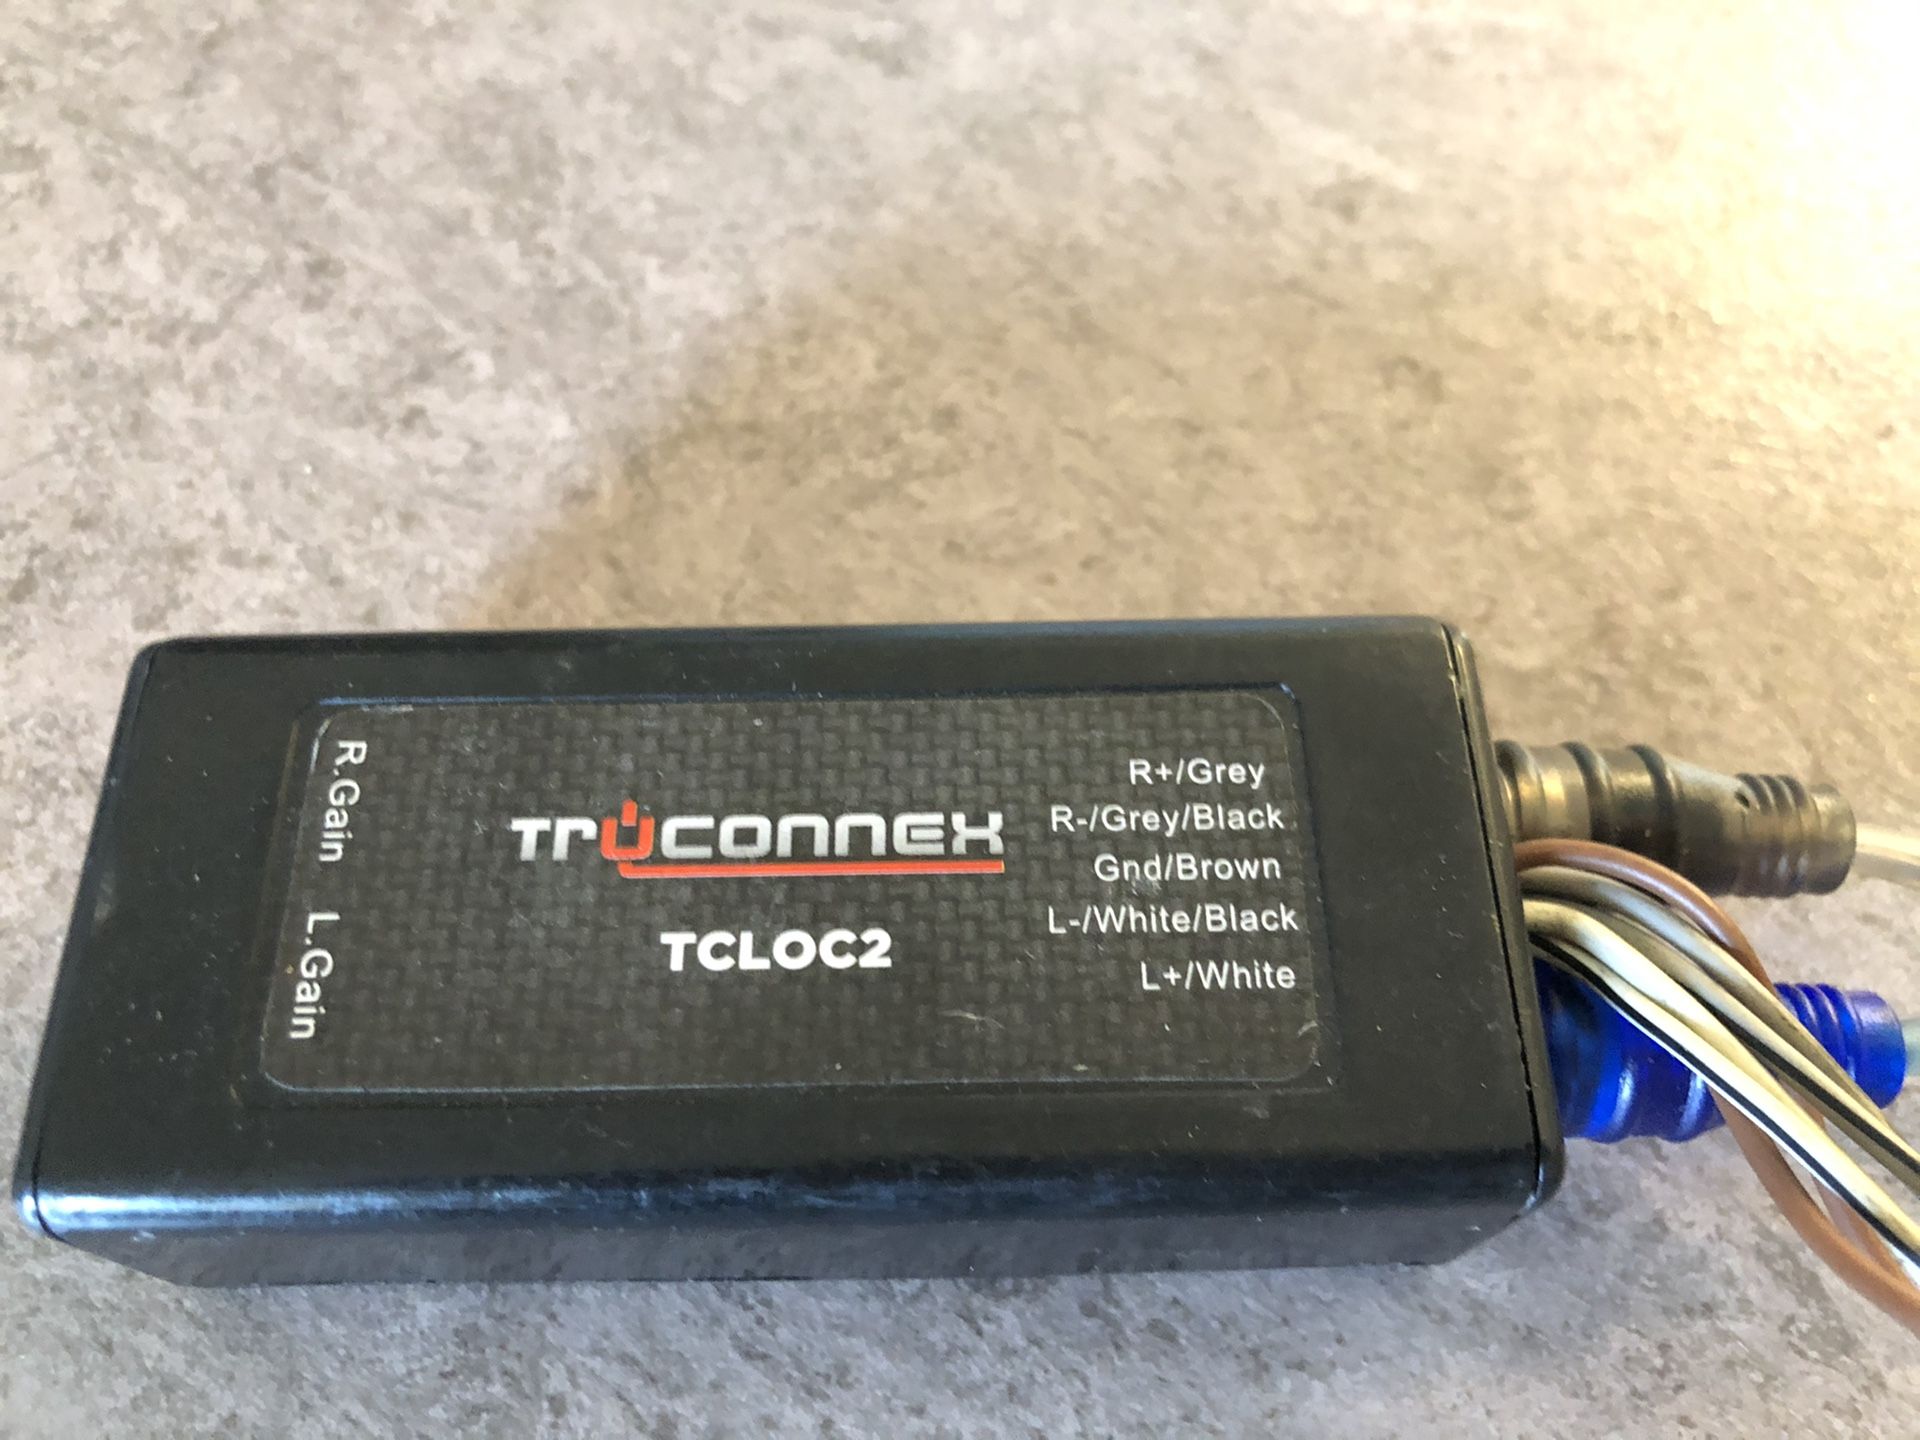 R.Gain
L.Gain
TruCONNEX
TCLOC2
R+/Grey
R-/Grey/Black
Gnd/Brown
L-/White/Black
L+/White